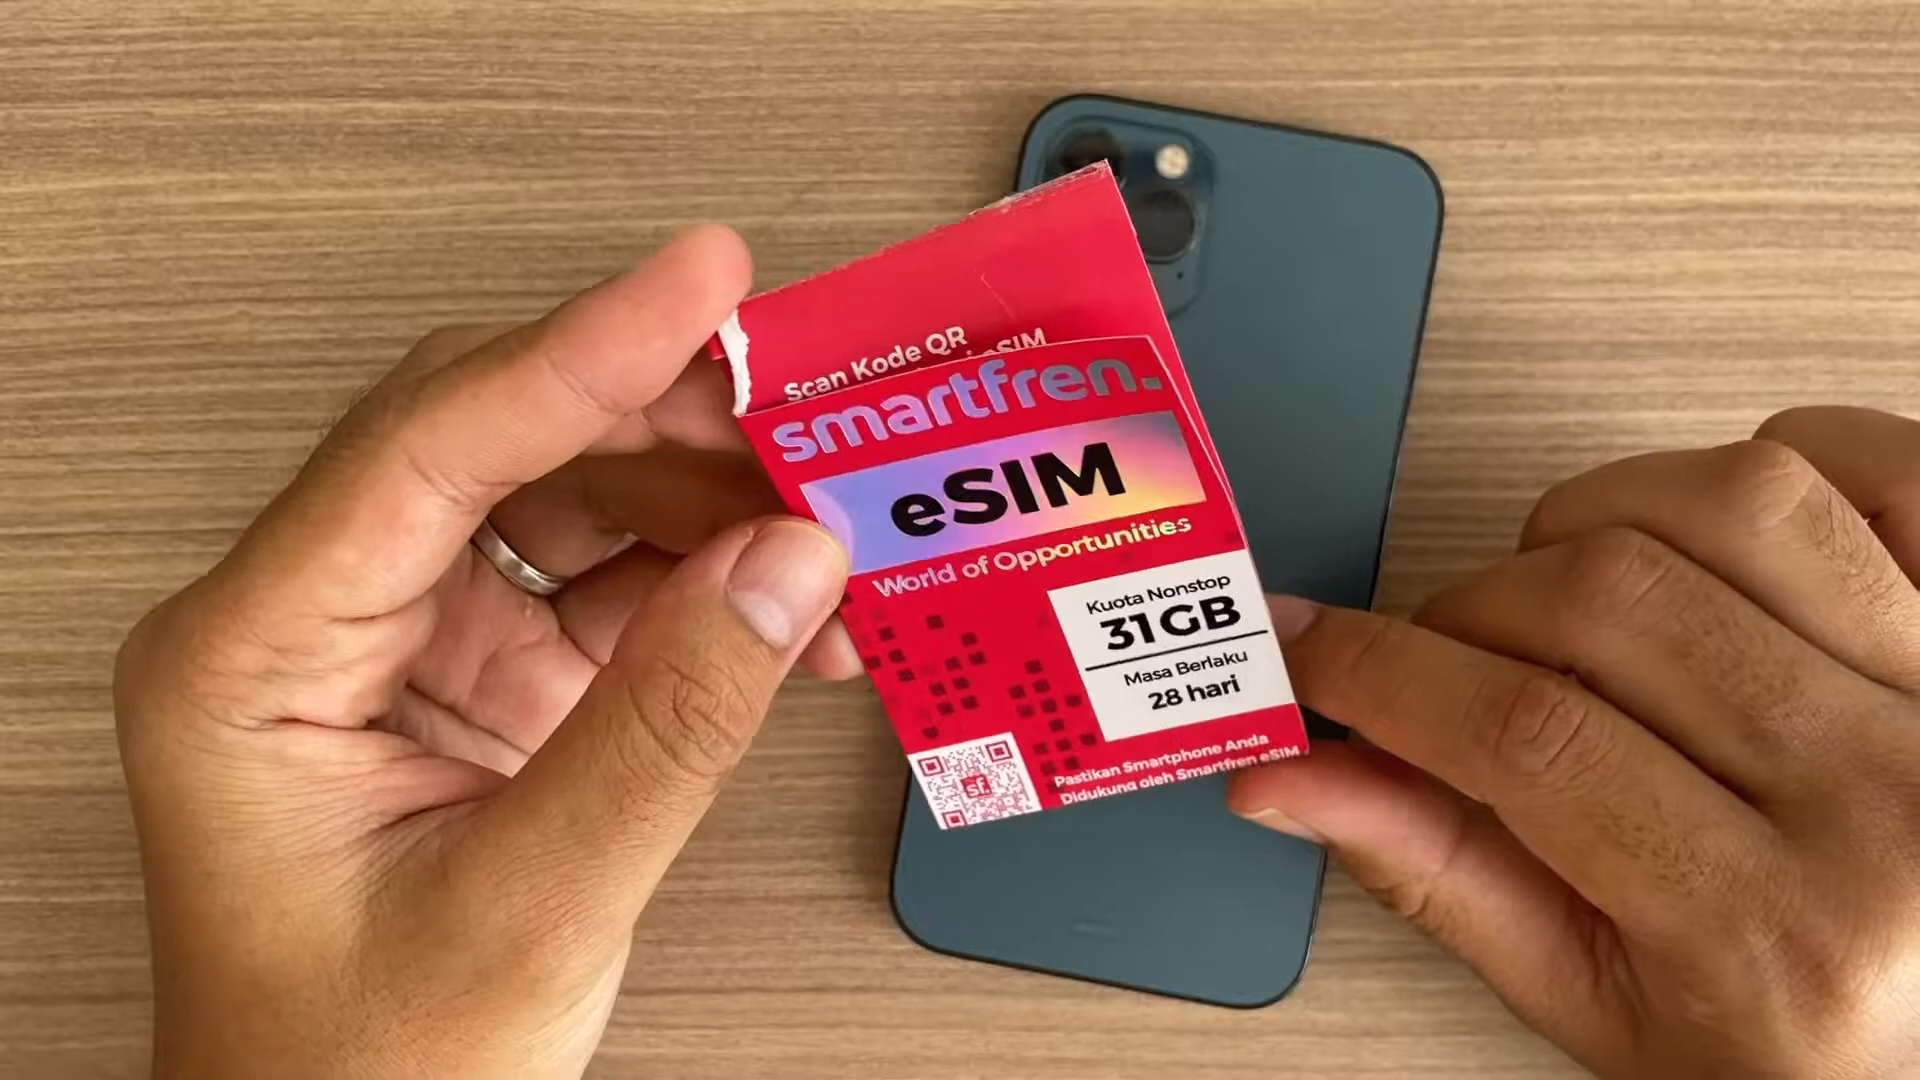 Scan Kode QR
eSIM
smartfren.
eSIM
World of Opportunities
Kuota Nonstop
31GB
Masa Berlaku
28 hari
sf.
Pastikan Smartphone Anda
Didukung oleh Smartfren eSIM